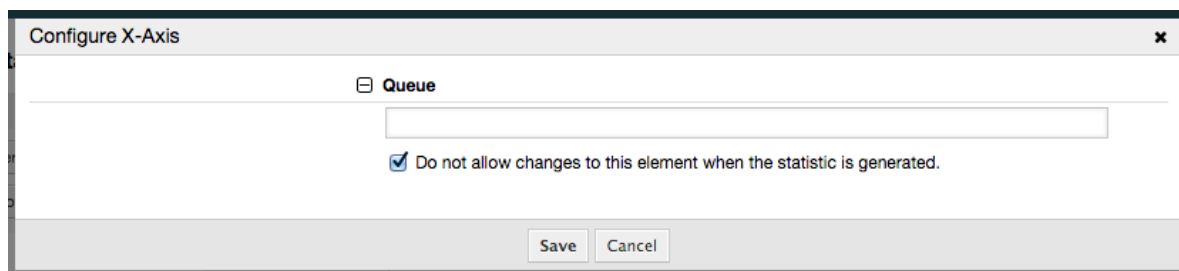 Configure X-Axis
Queue
Do not allow changes to this element when the statistic is generated.
Save Cancel